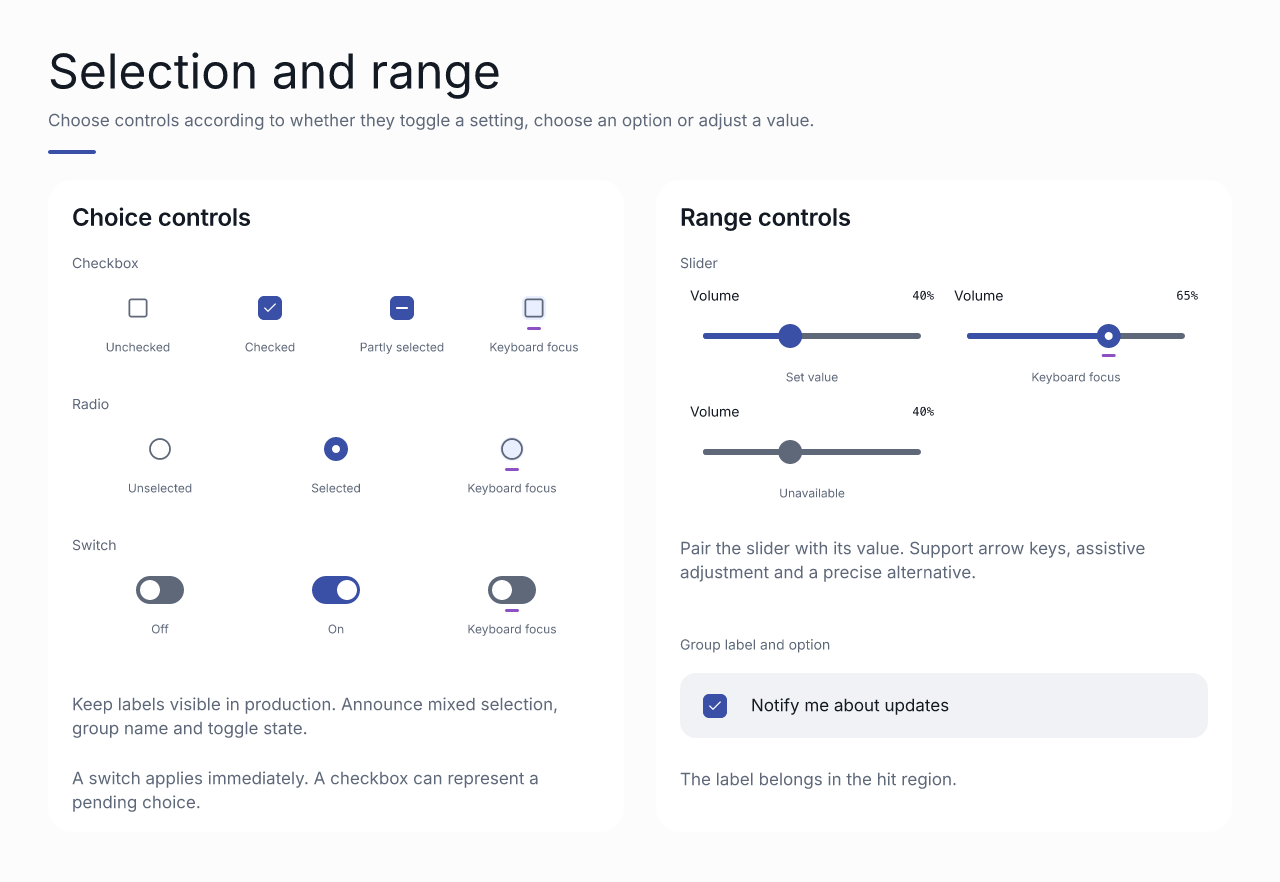 Selection and range
Choose controls according to whether they toggle a setting, choose an option or adjust a value.
Choice controls
Checkbox
Unchecked
Checked
Partly selected
Keyboard focus
Radio
Unselected
Selected
Keyboard focus
Switch
Off
On
Keyboard focus
Keep labels visible in production. Announce mixed selection,
group name and toggle state.
A switch applies immediately. A checkbox can represent a
pending choice.
Range controls
Slider
Volume 40%
Set value
Volume 65%
Keyboard focus
Volume 40%
Unavailable
Pair the slider with its value. Support arrow keys, assistive
adjustment and a precise alternative.
Group label and option
Notify me about updates
The label belongs in the hit region.